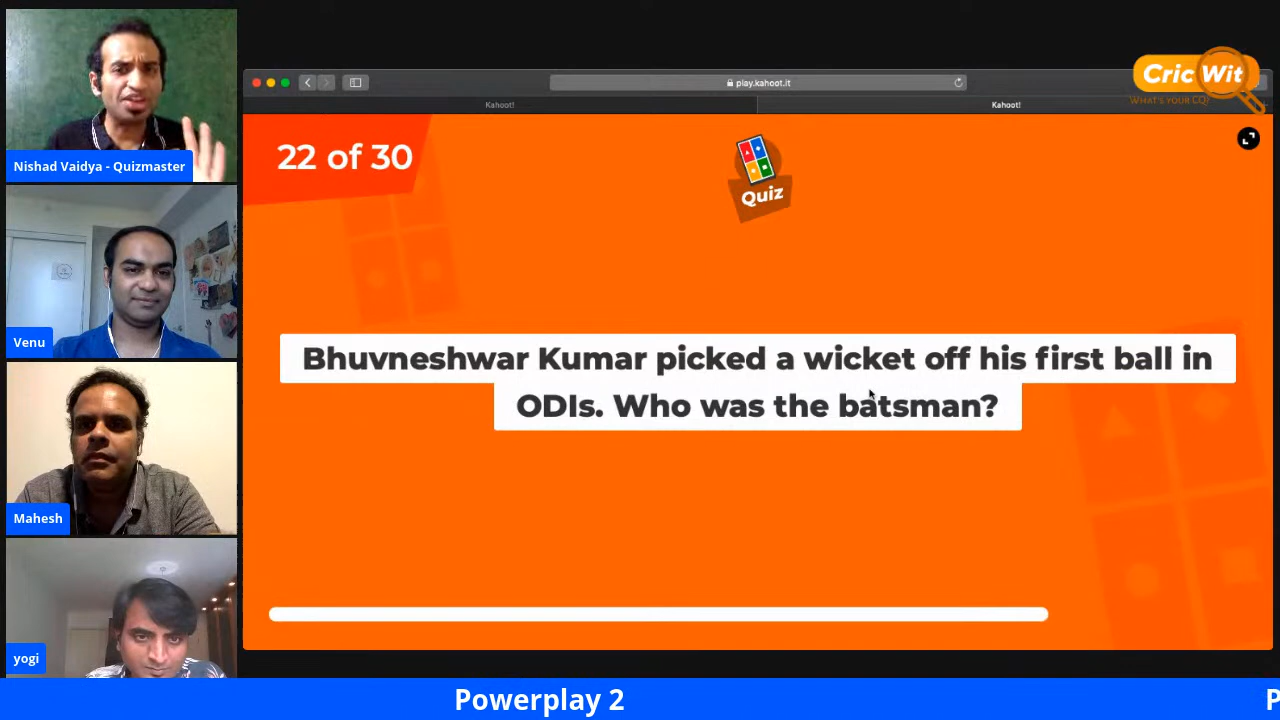 Nishad Vaidya - Quizmaster
Venu
Mahesh
yogi
play.kahoot.it
Kahoot!
Kahoot!
Cric Wit
WHAT'S YOUR CQ?
22 of 30
Quiz
Bhuvneshwar Kumar picked a wicket off his first ball in
ODIs. Who was the batsman?
Powerplay 2
P